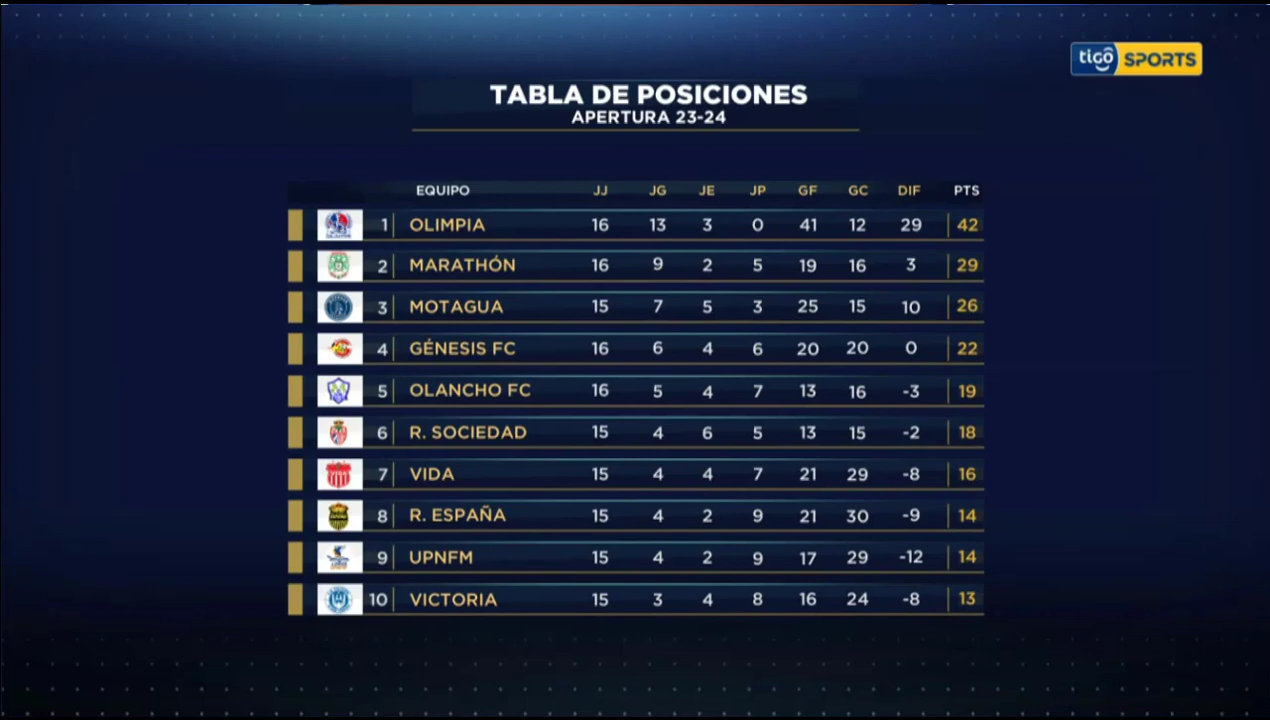 tigo SPORTS
TABLA DE POSICIONES
APERTURA 23-24
EQUIPO JJ JG JE JP GF GC DIF PTS
1 OLIMPIA 16 13 3 0 41 12 29 42
2 MARATHÓN 16 9 2 5 19 16 3 29
3 MOTAGUA 15 7 5 3 25 15 10 26
4 GÉNESIS FC 16 6 4 6 20 20 0 22
5 OLANCHO FC 16 5 4 7 13 16 -3 19
6 R. SOCIEDAD 15 4 6 5 13 15 -2 18
7 VIDA 15 4 4 7 21 29 -8 16
8 R. ESPAÑA 15 4 2 9 21 30 -9 14
9 UPNFM 15 4 2 9 17 29 -12 14
10 VICTORIA 15 3 4 8 16 24 -8 13